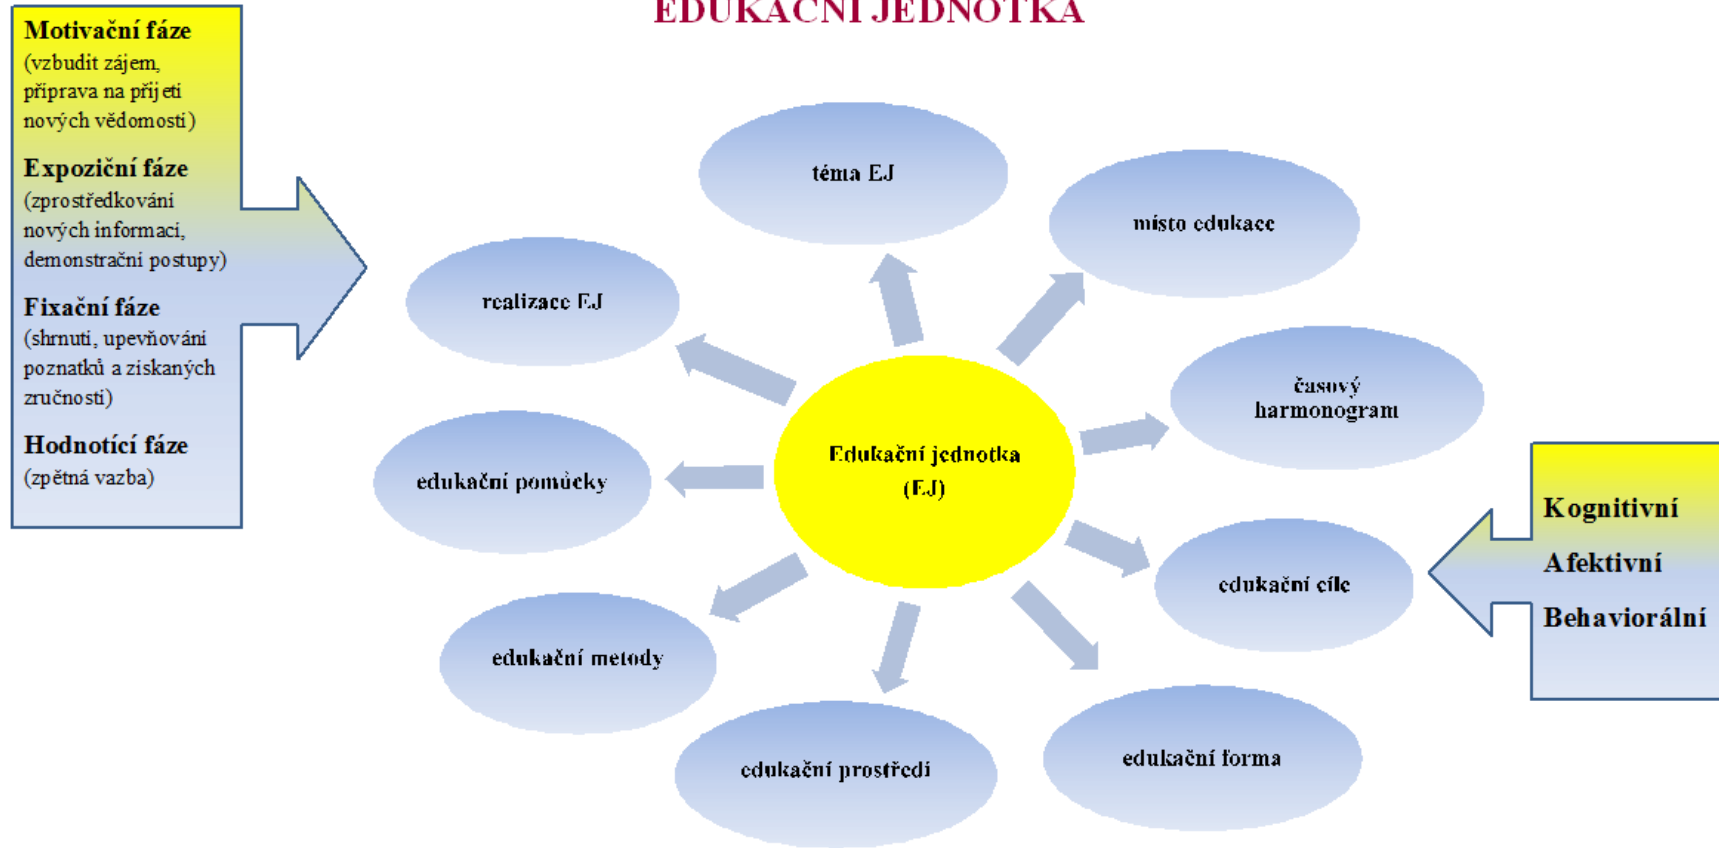 EDUKAČNÍ JEDNOTKA
Motivační fáze
(vzbudit zájem,
příprava na přijetí
nových vědomostí)
Expoziční fáze
(zprostředkování
nových informací,
demonstrační postupy)
Fixační fáze
(shrnutí, upevňování
poznatků a získaných
zručností)
Hodnotící fáze
(zpětná vazba)
téma EJ
místo edukace
časový
harmonogram
edukační cíle
edukační forma
edukační prostředí
edukační metody
edukační pomůcky
realizace EJ
Edukační jednotka
(EJ)
Kognitivní
Afektivní
Behaviorální